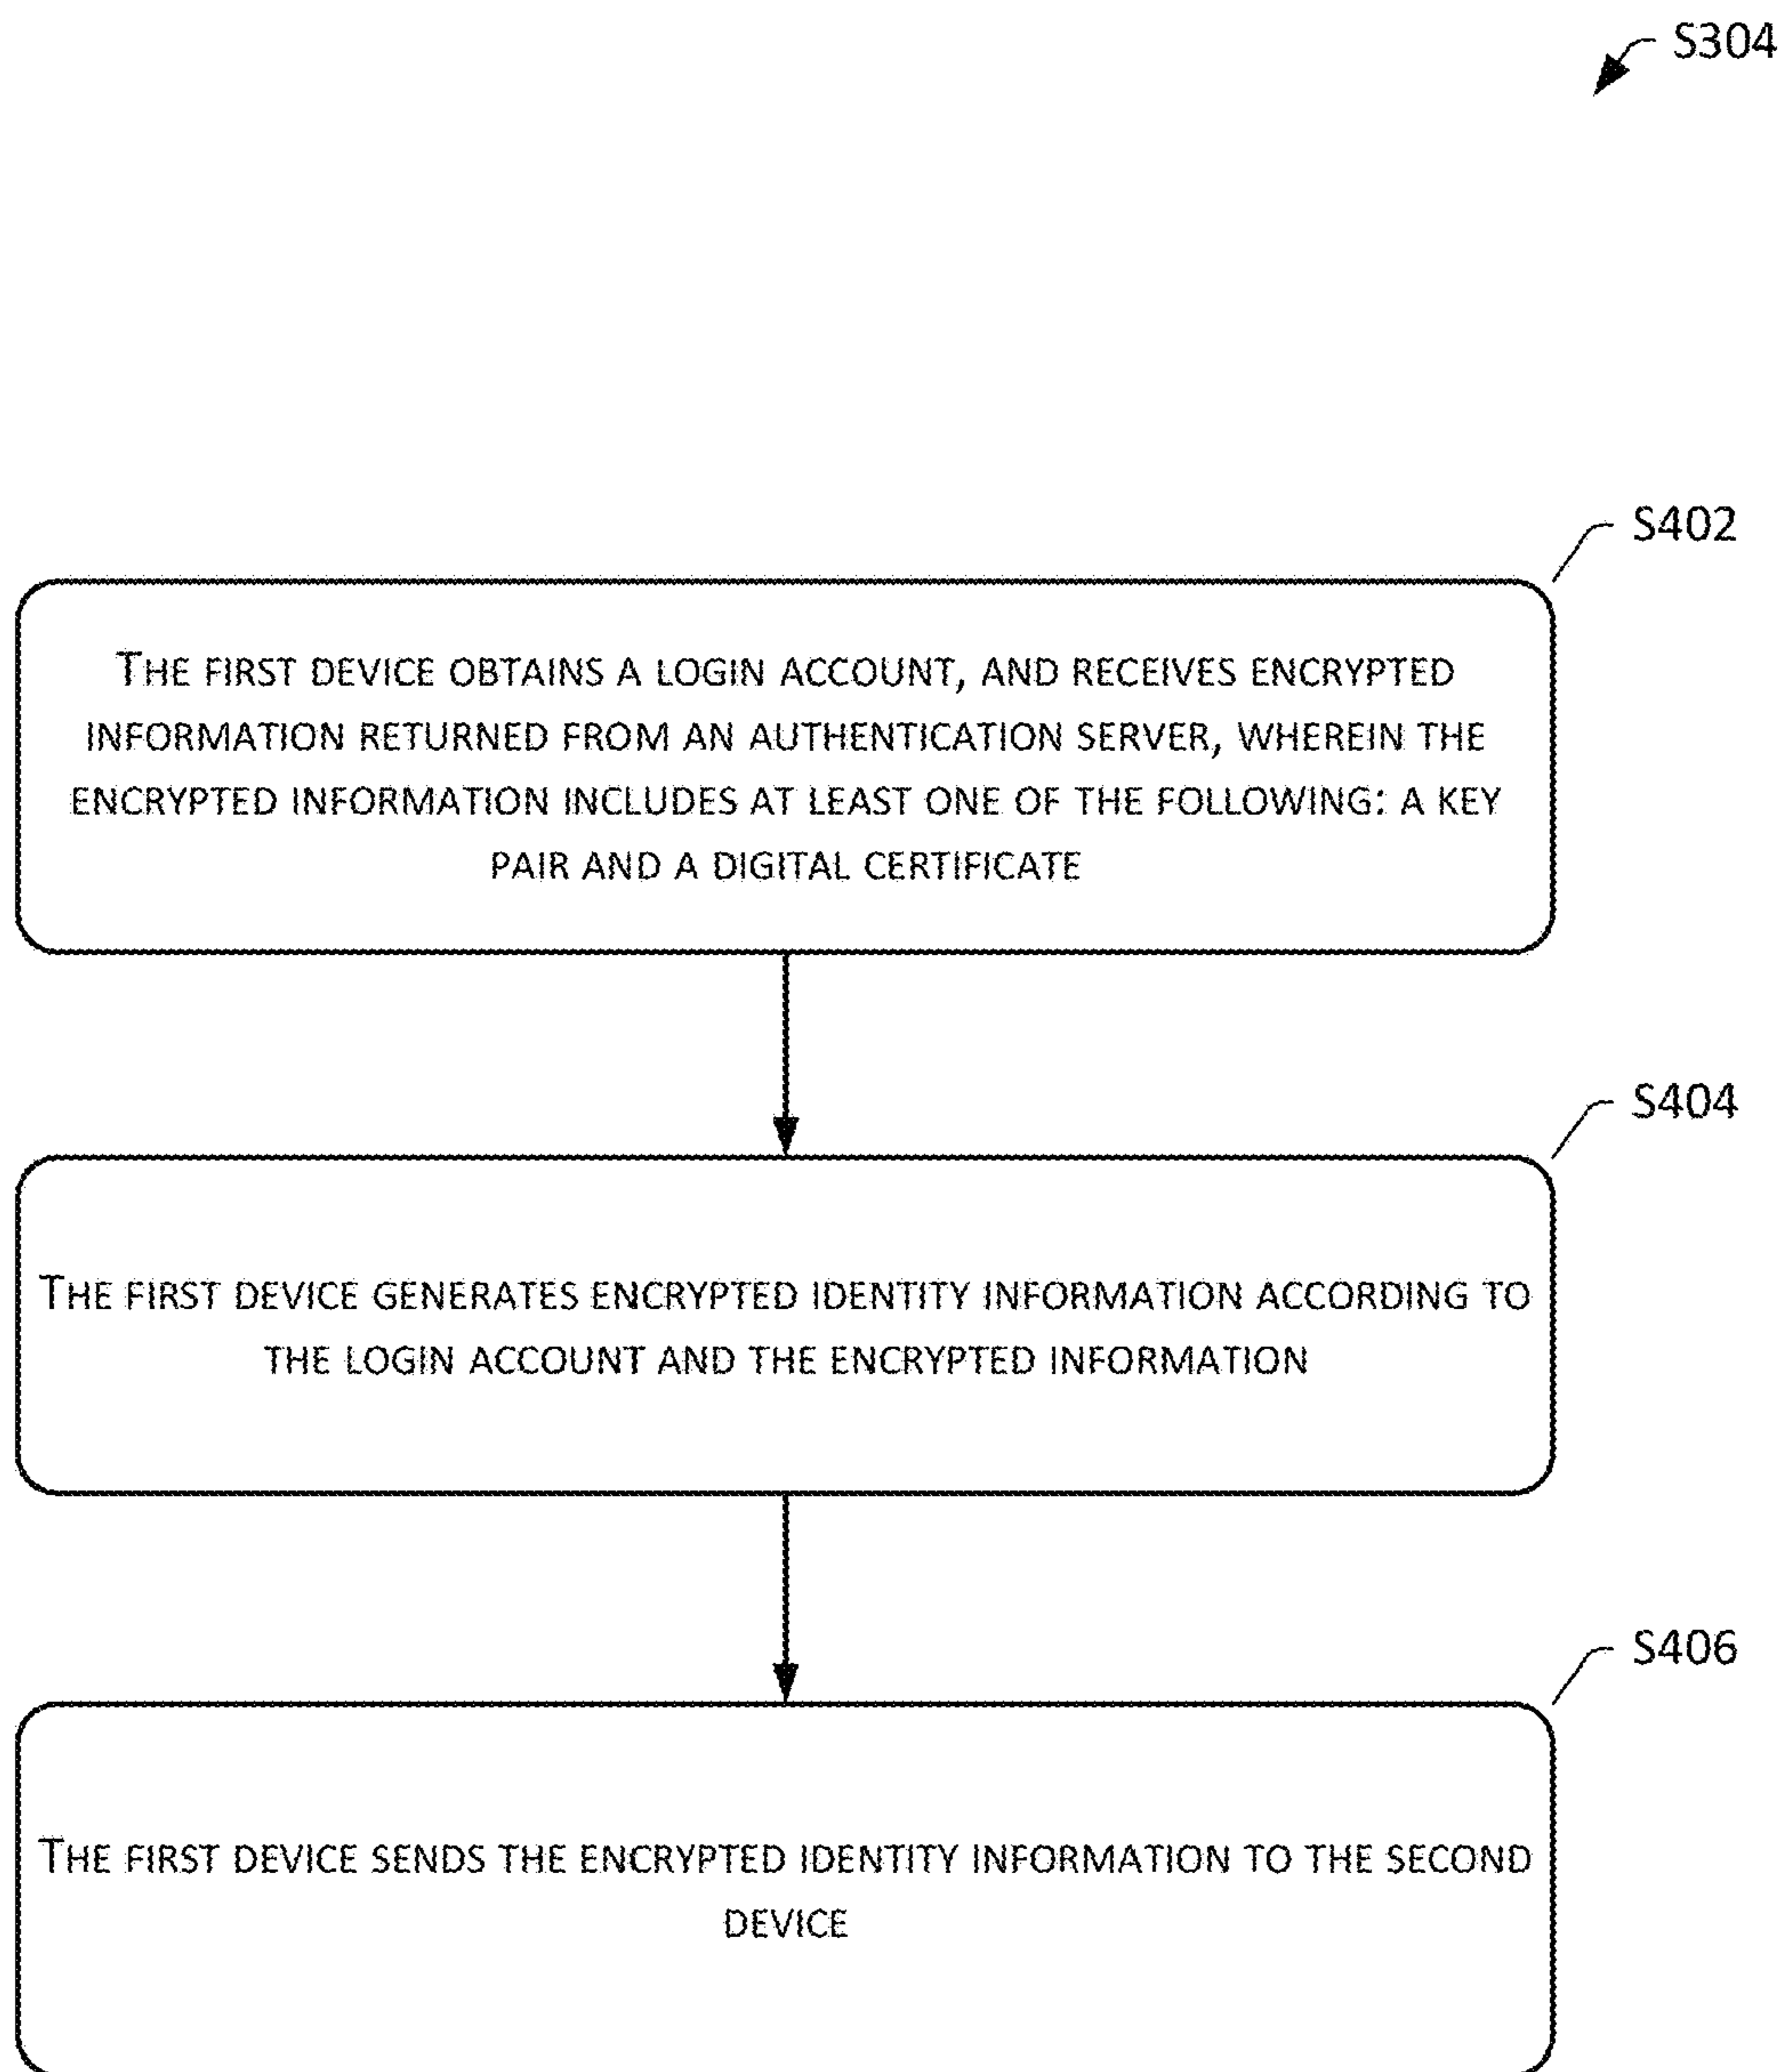 S304
S402
The first device obtains a login account, and receives encrypted
information returned from an authentication server, wherein the
encrypted information includes at least one of the following: a key
pair and a digital certificate
S404
The first device generates encrypted identity information according to
the login account and the encrypted information
S406
The first device sends the encrypted identity information to the second
device